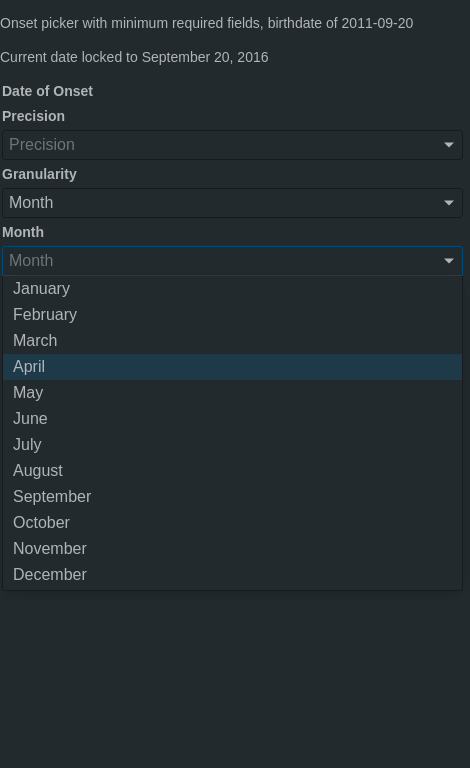 Onset picker with minimum required fields, birthdate of 2011-09-20
Current date locked to September 20, 2016
Date of Onset
Precision
Precision
Granularity
Month
Month
Month
January
February
March
April
May
June
July
August
September
October
November
December